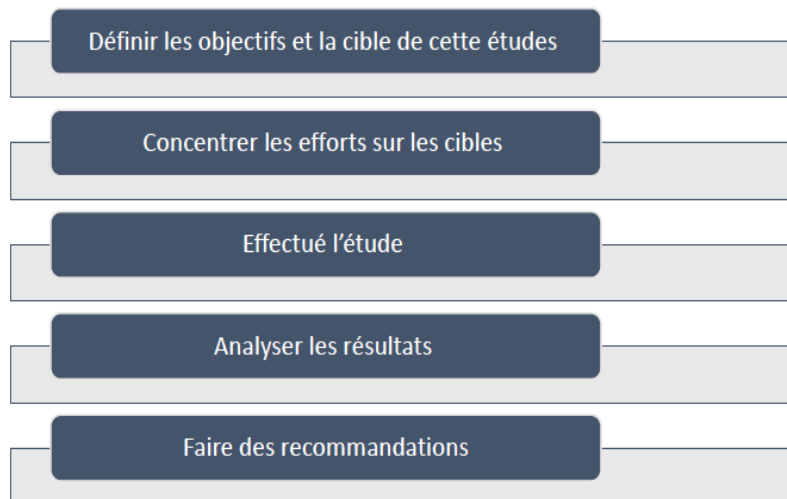 Définir les objectifs et la cible de cette études
Concentrer les efforts sur les cibles
Effectué l'étude
Analyser les résultats
Faire des recommandations